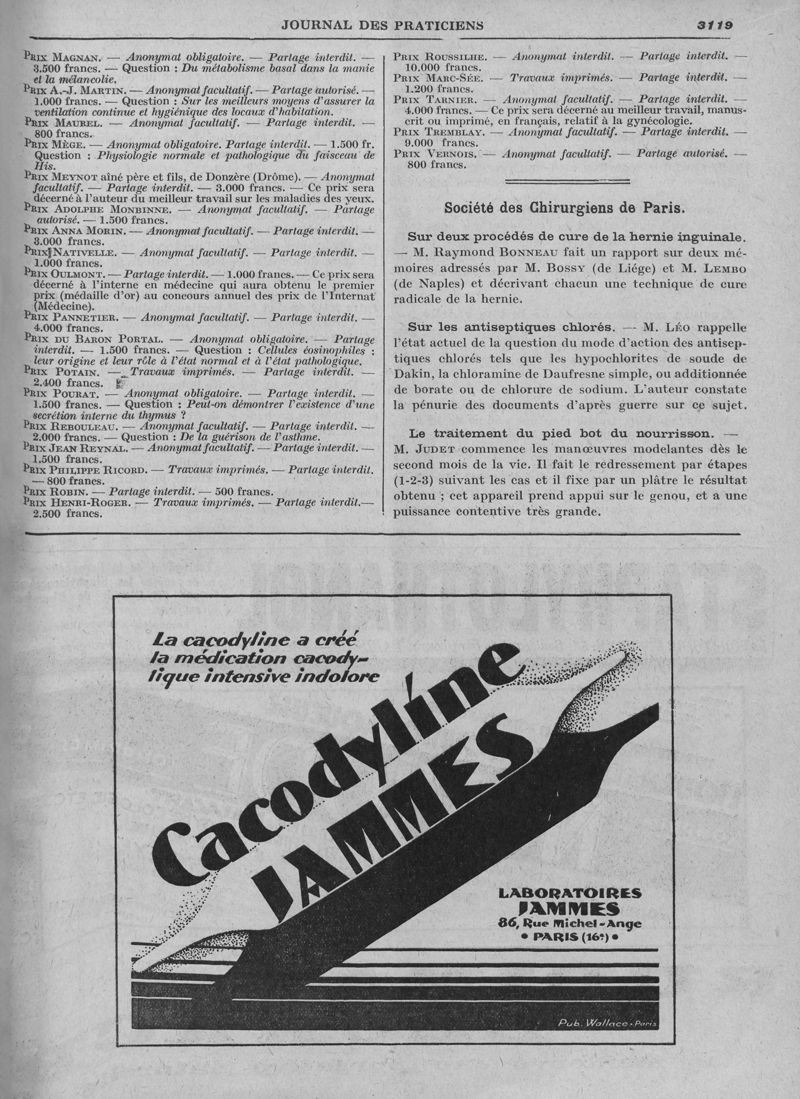 JOURNAL DES PRATICIENS 3119
PRIX MAGNAN. — Anonymat obligatoire. — Partage interdit. —
3.500 francs. — Question : Du métabolisme basal dans la manie
et la mélancolie.
PRIX A.-J. MARTIN. — Anonymat facultatif. — Partage autorisé. —
1.000 francs. — Question : Sur les meilleurs moyens d'assurer la
ventilation continue et hygiénique des locaux d'habitation.
PRIX MAUREL. — Anonymat facultatif. — Partage interdit. —
800 francs.
PRIX MÈGE. — Anonymat obligatoire. Partage interdit. — 1.500 fr.
Question : Physiologie normale et pathologique du faisceau de
His.
PRIX MEYNOT aîné père et fils, de Donzère (Drôme). — Anonymat
facultatif. — Partage interdit. — 3.000 francs. — Ce prix sera
décerné à l'auteur du meilleur travail sur les maladies des yeux.
PRIX ADOLPHE MONBINNE. — Anonymat facultatif. — Partage
autorisé. — 1.500 francs.
PRIX ANNA MORIN. — Anonymat facultatif. — Partage interdit. —
3.000 francs.
PRIX NATIVELLE. — Anonymat facultatif. — Partage interdit. —
1.000 francs.
PRIX OULMONT. — Partage interdit. — 1.000 francs. — Ce prix sera
décerné à l'interne en médecine qui aura obtenu le premier
prix (médaille d'or) au concours annuel des prix de l'Internat
(Médecine).
PRIX PANNETIER. — Anonymat facultatif. — Partage interdit. —
4.000 francs.
PRIX DU BARON PORTAL. — Anonymat obligatoire. — Partage
interdit. — 1.500 francs. — Question : Cellules éosinophiles ;
leur origine et leur rôle à l'état normal et à l'état pathologique.
PRIX POTAIN. — Travaux imprimés. — Partage interdit. —
2.400 francs.
PRIX POURAT. — Anonymat obligatoire. — Partage interdit. —
1.500 francs. — Question : Peut-on démontrer l'existence d'une
secrétion interne du thymus ?
PRIX REBOULEAU. — Anonymat facultatif. — Partage interdit. —
2.000 francs. — Question : De la guérison de l'asthme.
PRIX JEAN REYNAL. — Anonymat facultatif. — Partage interdit. —
1.500 francs.
PRIX PHILIPPE RICORD. — Travaux imprimés. — Partage interdit.
— 800 francs.
PRIX ROBIN. — Partage interdit. — 500 francs.
PRIX HENRI-ROGER. — Travaux imprimés. — Partage interdit.—
2.500 francs.
PRIX ROUSSILHE. — Anonymat interdit. — Partage interdit. —
10.000 francs.
PRIX MARC-SÉE. — Travaux imprimés. — Partage interdit. —
1.200 francs.
PRIX TARNIER. — Anonymat facultatif. — Partage interdit. —
4.000 francs. — Ce prix sera décerné au meilleur travail, manus-
crit ou imprimé, en français, relatif à la gynécologie.
PRIX TREMBLAY. — Anonymat facultatif. — Partage interdit. —
9.000 francs.
PRIX VERNOIS. — Anonymat facultatif. — Partage autorisé. —
800 francs.
Société des Chirurgiens de Paris.
Sur deux procédés de cure de la hernie inguinale.
— M. Raymond BONNEAU fait un rapport sur deux mé-
moires adressés par M. BOSSY (de Liége) et M. LEMBO
(de Naples) et décrivant chacun une technique de cure
radicale de la hernie.
Sur les antiseptiques chlorés. — M. LÉO rappelle
l'état actuel de la question du mode d'action des antisep-
tiques chlorés tels que les hypochlorites de soude de
Dakin, la chloramine de Daufresne simple, ou additionnée
de borate ou de chlorure de sodium. L'auteur constate
la pénurie des documents d'après guerre sur ce sujet.
Le traitement du pied bot du nourrisson. —
M. JUDET commence les manœuvres modelantes dès le
second mois de la vie. Il fait le redressement par étapes
(1-2-3) suivant les cas et il fixe par un plâtre le résultat
obtenu ; cet appareil prend appui sur le genou, et a une
puissance contentive très grande.
La cacodyline a créé
la médication cacody-
lique intensive indolore
Cacodyline
JAMMES
LABORATOIRES
JAMMES
86, Rue Michel-Ange
• PARIS (16e) •
Pub. Wallace - Paris